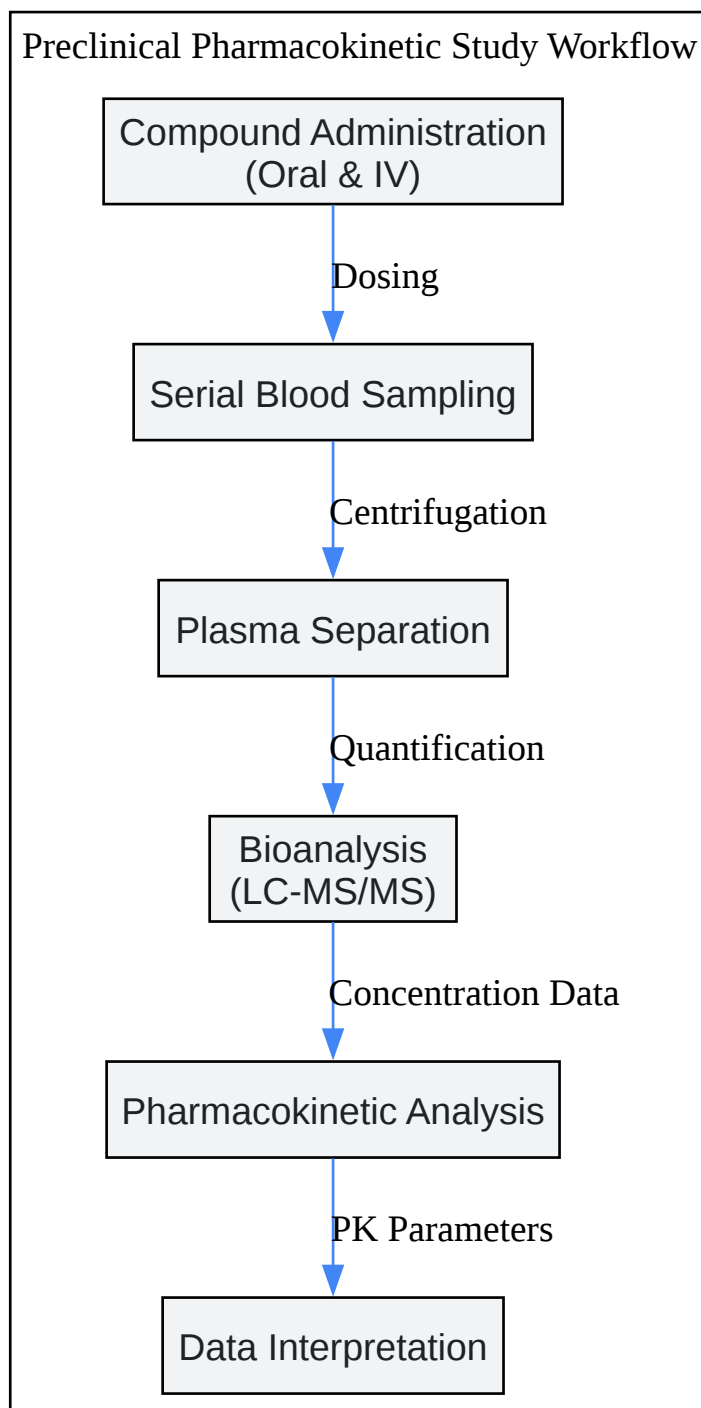 Preclinical Pharmacokinetic Study Workflow
Compound Administration
(Oral & IV)
Dosing
Serial Blood Sampling
Centrifugation
Plasma Separation
Quantification
Bioanalysis
(LC-MS/MS)
Concentration Data
Pharmacokinetic Analysis
PK Parameters
Data Interpretation